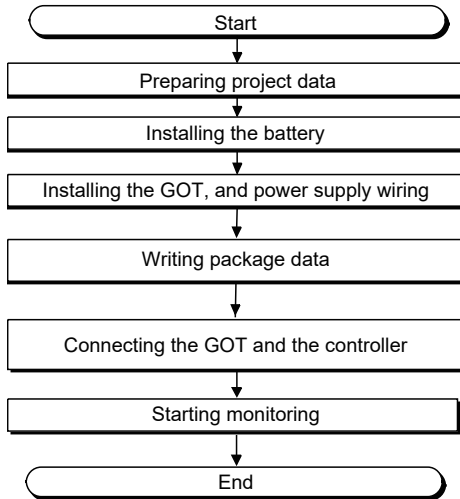 Start
Preparing project data
Installing the battery
Installing the GOT, and power supply wiring
Writing package data
Connecting the GOT and the controller
Starting monitoring
End